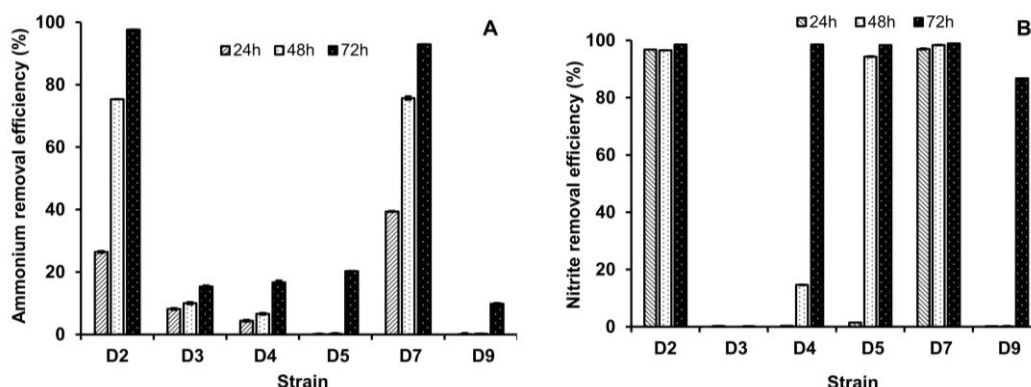 A
24h 48h 72h
Ammonium removal efficiency (%)
100
80
60
40
20
0
D2 D3 D4 D5 D7 D9
Strain
B
24h 48h 72h
Nitrite removal efficiency (%)
100
80
60
40
20
0
D2 D3 D4 D5 D7 D9
Strain